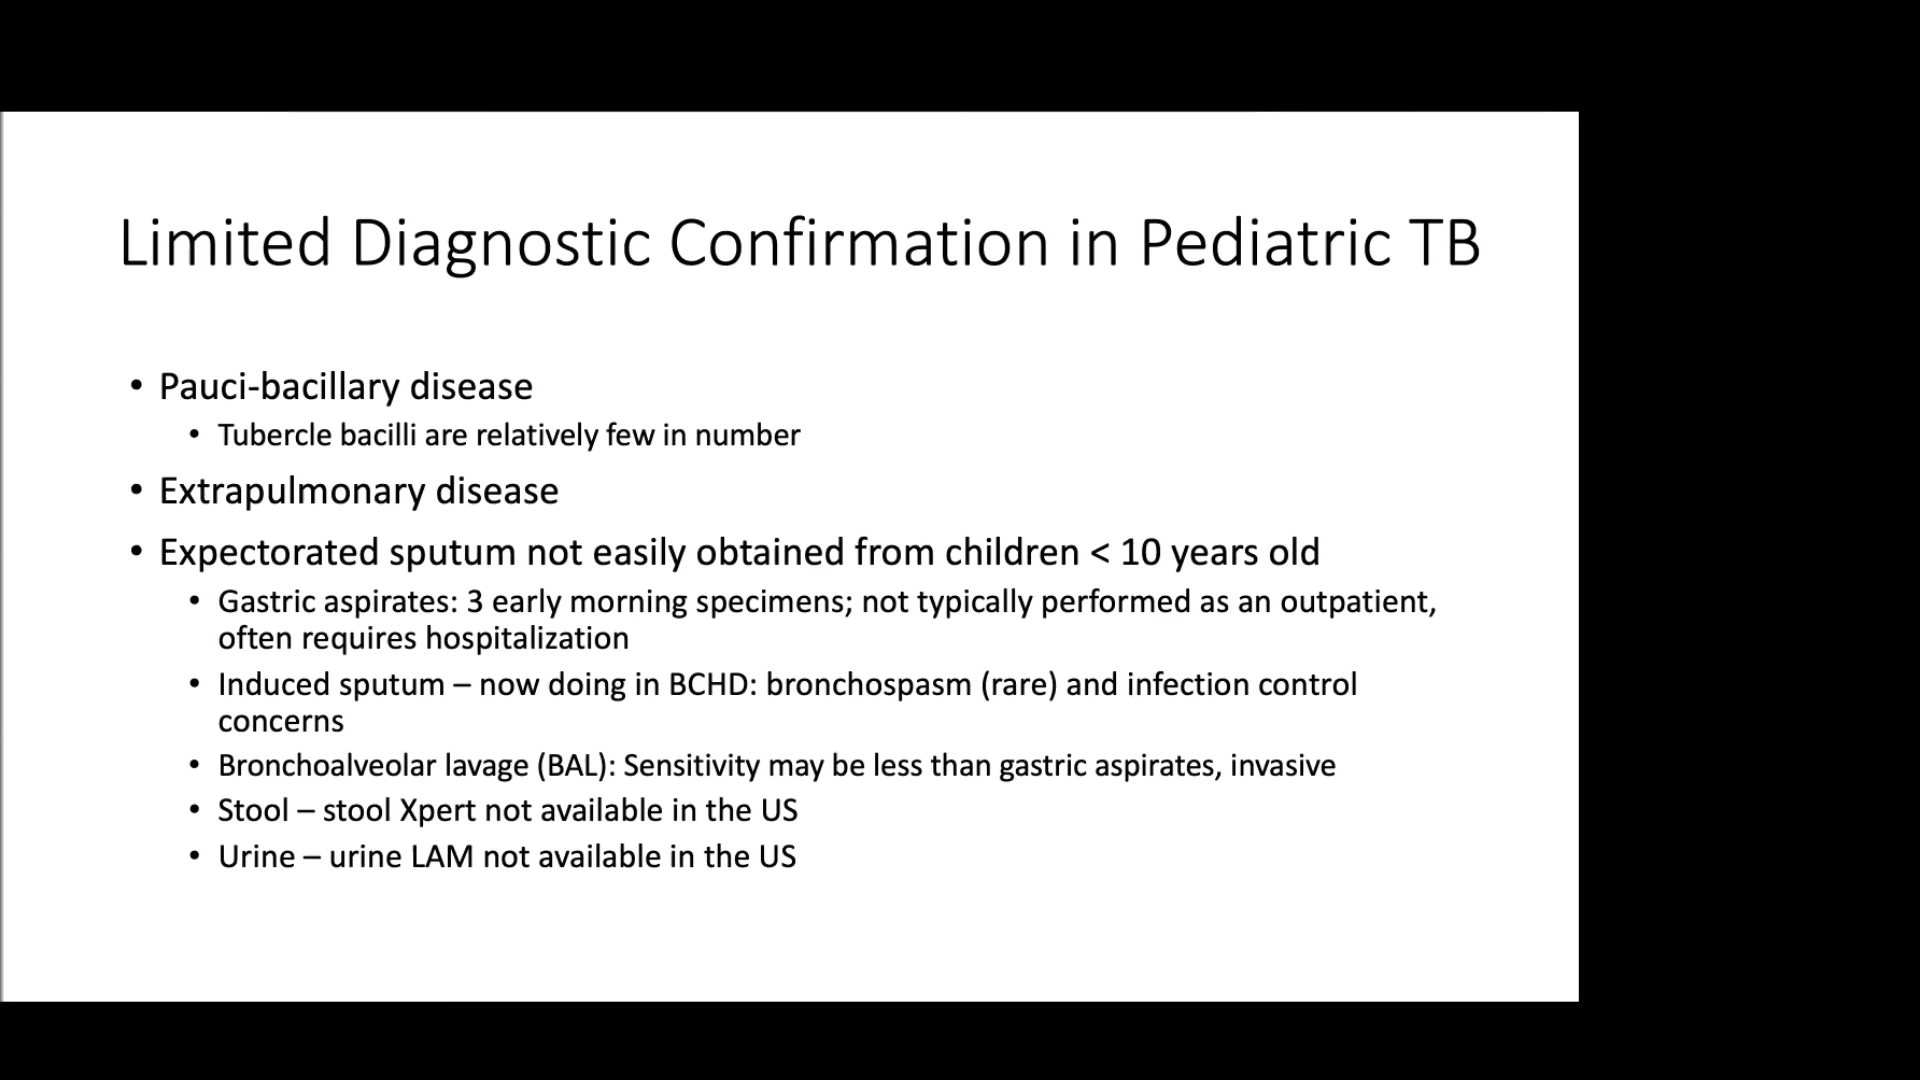 Limited Diagnostic Confirmation in Pediatric TB
• Pauci-bacillary disease
• Tubercle bacilli are relatively few in number
• Extrapulmonary disease
• Expectorated sputum not easily obtained from children < 10 years old
• Gastric aspirates: 3 early morning specimens; not typically performed as an outpatient,
often requires hospitalization
• Induced sputum – now doing in BCHD: bronchospasm (rare) and infection control
concerns
• Bronchoalveolar lavage (BAL): Sensitivity may be less than gastric aspirates, invasive
• Stool – stool Xpert not available in the US
• Urine – urine LAM not available in the US